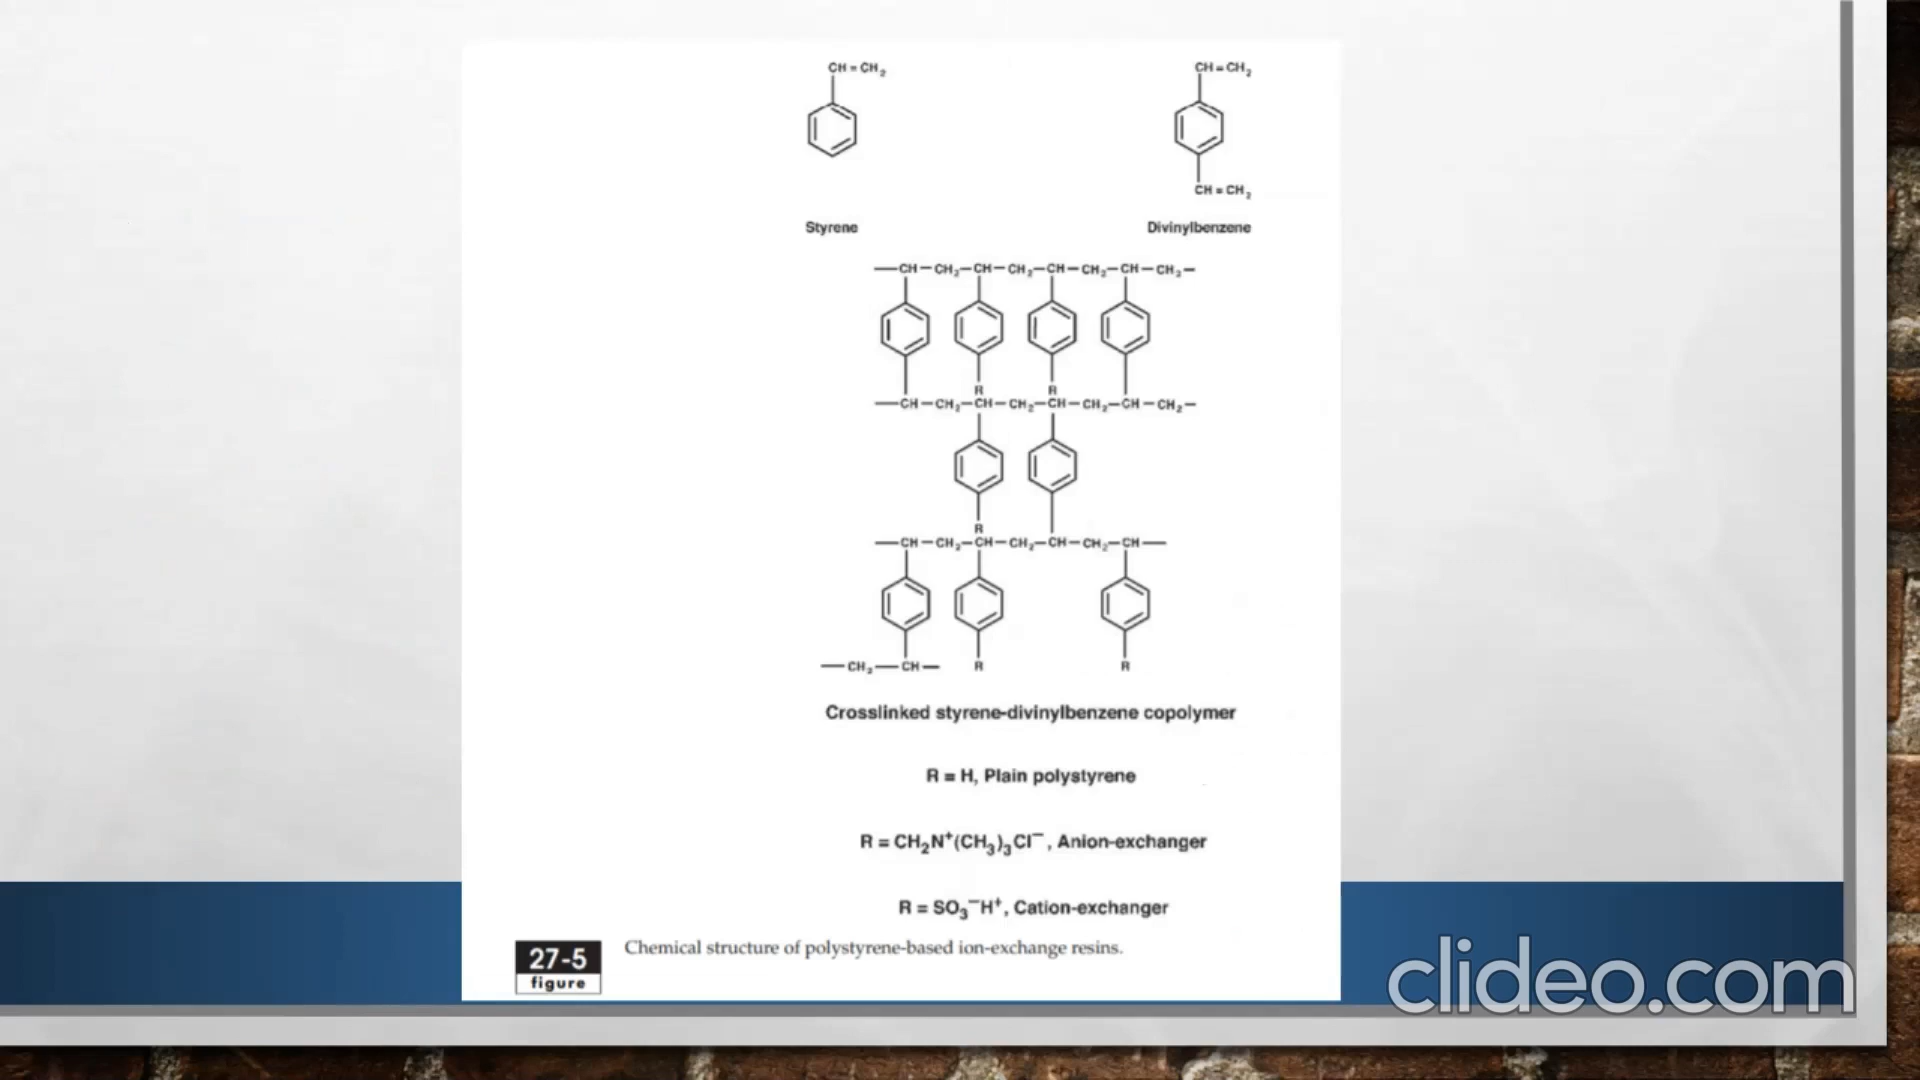 CH=CH2
CH=CH2
CH=CH2
Styrene
Divinylbenzene
—CH—CH2—CH—CH2—CH—CH2—CH—CH2—
R
R
—CH—CH2—CH—CH2—CH—CH2—CH—CH2—
R
—CH—CH2—CH—CH2—CH—CH2—CH—
—CH2—CH—
R
R
Crosslinked styrene-divinylbenzene copolymer
R = H, Plain polystyrene
R = CH2N+(CH3)3Cl−, Anion-exchanger
R = SO3−H+, Cation-exchanger
27-5
figure
Chemical structure of polystyrene-based ion-exchange resins.
clideo.com